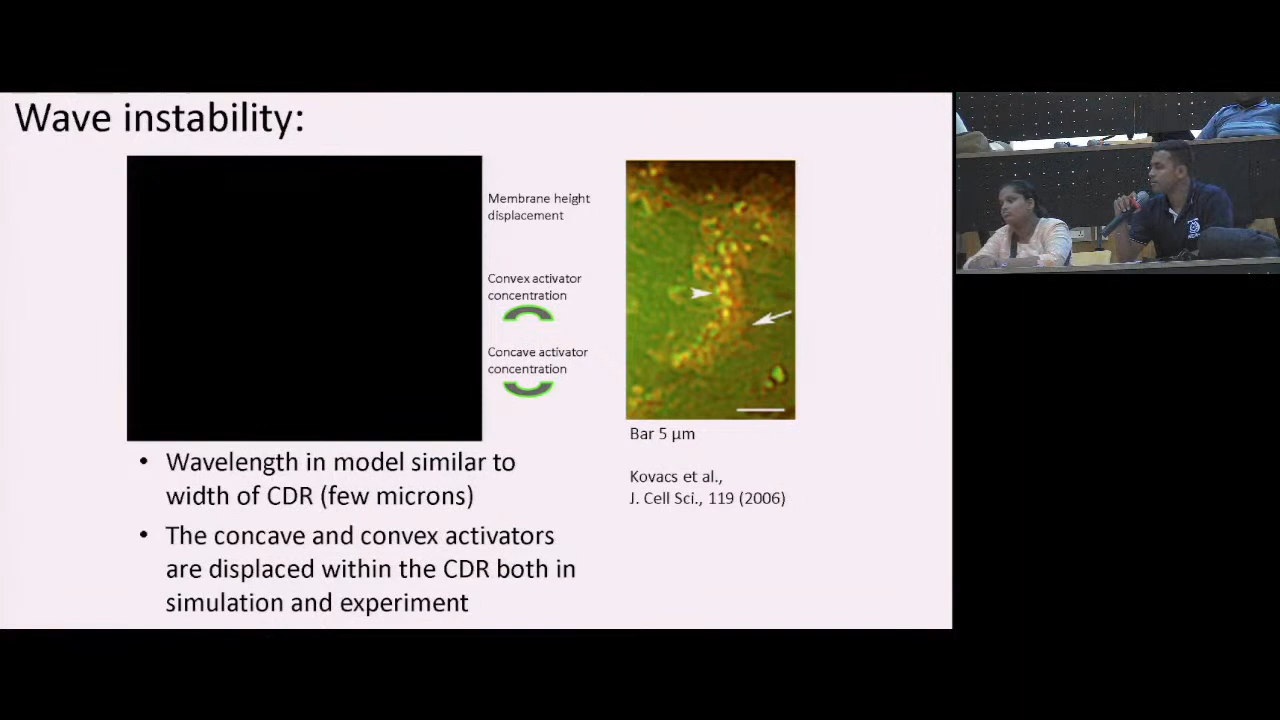 Wave instability:
Membrane height
displacement
Convex activator
concentration
Concave activator
concentration
Bar 5 µm
Kovacs et al.,
J. Cell Sci., 119 (2006)
• Wavelength in model similar to
width of CDR (few microns)
• The concave and convex activators
are displaced within the CDR both in
simulation and experiment